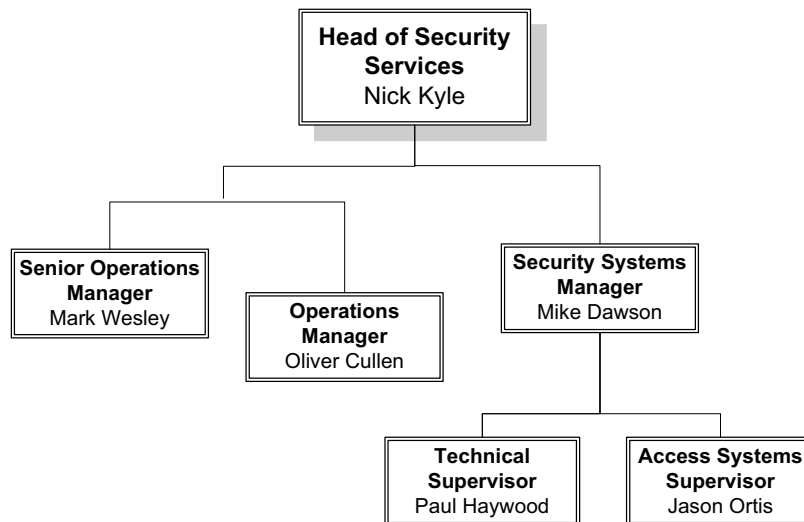 Head of Security
Services
Nick Kyle
Senior Operations
Manager
Mark Wesley
Operations
Manager
Oliver Cullen
Security Systems
Manager
Mike Dawson
Technical
Supervisor
Paul Haywood
Access Systems
Supervisor
Jason Ortis